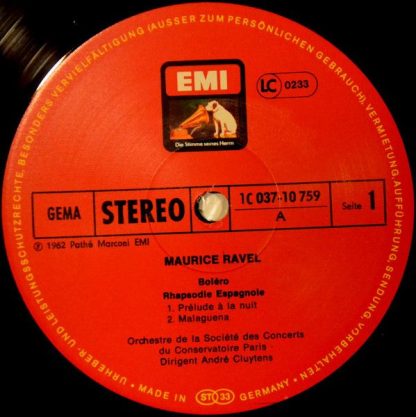 URHEBER- UND LEISTUNGSSCHUTZRECHTE, BESONDERS VERVIELFÄLTIGUNG (AUSSER ZUM PERSÖNLICHEN GEBRAUCH), VERMIETUNG, AUFFÜHRUNG, SENDUNG, VORBEHALTEN
EMI
LC 0233
Die Stimme seines Herrn
GEMA
STEREO
1C 037-10 759
A
Seite 1
Ⓟ 1962 Pathé Marconi EMI
MAURICE RAVEL
Boléro
Rhapsodie Espagnole
1. Prélude à la nuit
2. Malaguena
Orchestre de la Société des Concerts
du Conservatoire Paris
Dirigent André Cluytens
• MADE IN STEREO 33 GERMANY •